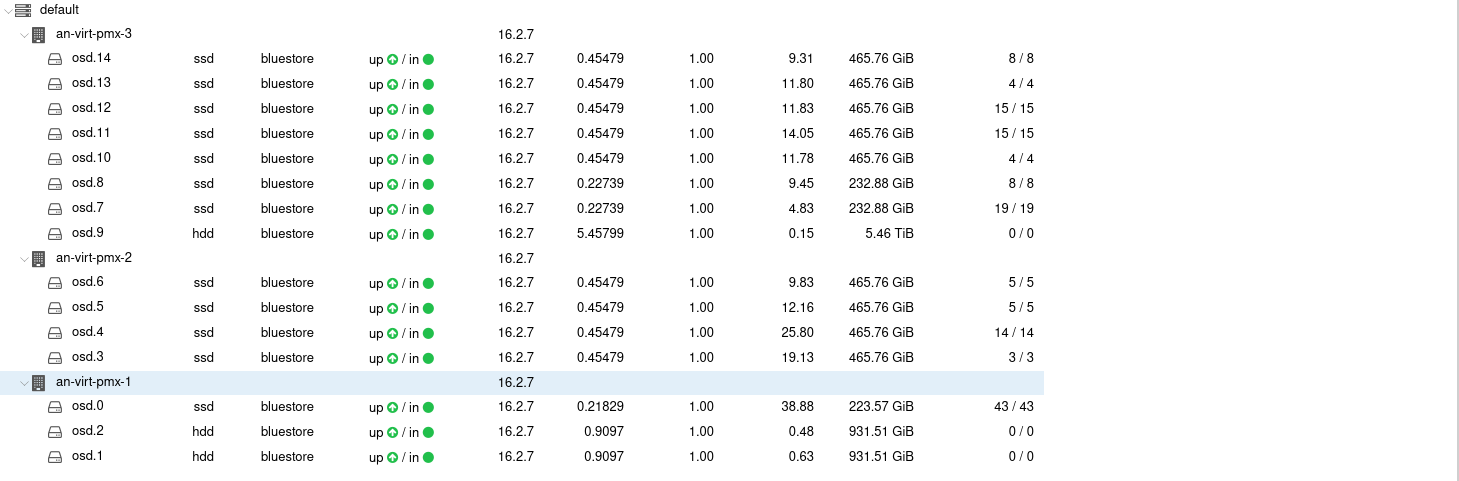 default
an-virt-pmx-3 16.2.7
osd.14 ssd bluestore up / in 16.2.7 0.45479 1.00 9.31 465.76 GiB 8 / 8
osd.13 ssd bluestore up / in 16.2.7 0.45479 1.00 11.80 465.76 GiB 4 / 4
osd.12 ssd bluestore up / in 16.2.7 0.45479 1.00 11.83 465.76 GiB 15 / 15
osd.11 ssd bluestore up / in 16.2.7 0.45479 1.00 14.05 465.76 GiB 15 / 15
osd.10 ssd bluestore up / in 16.2.7 0.45479 1.00 11.78 465.76 GiB 4 / 4
osd.8 ssd bluestore up / in 16.2.7 0.22739 1.00 9.45 232.88 GiB 8 / 8
osd.7 ssd bluestore up / in 16.2.7 0.22739 1.00 4.83 232.88 GiB 19 / 19
osd.9 hdd bluestore up / in 16.2.7 5.45799 1.00 0.15 5.46 TiB 0 / 0
an-virt-pmx-2 16.2.7
osd.6 ssd bluestore up / in 16.2.7 0.45479 1.00 9.83 465.76 GiB 5 / 5
osd.5 ssd bluestore up / in 16.2.7 0.45479 1.00 12.16 465.76 GiB 5 / 5
osd.4 ssd bluestore up / in 16.2.7 0.45479 1.00 25.80 465.76 GiB 14 / 14
osd.3 ssd bluestore up / in 16.2.7 0.45479 1.00 19.13 465.76 GiB 3 / 3
an-virt-pmx-1 16.2.7
osd.0 ssd bluestore up / in 16.2.7 0.21829 1.00 38.88 223.57 GiB 43 / 43
osd.2 hdd bluestore up / in 16.2.7 0.9097 1.00 0.48 931.51 GiB 0 / 0
osd.1 hdd bluestore up / in 16.2.7 0.9097 1.00 0.63 931.51 GiB 0 / 0